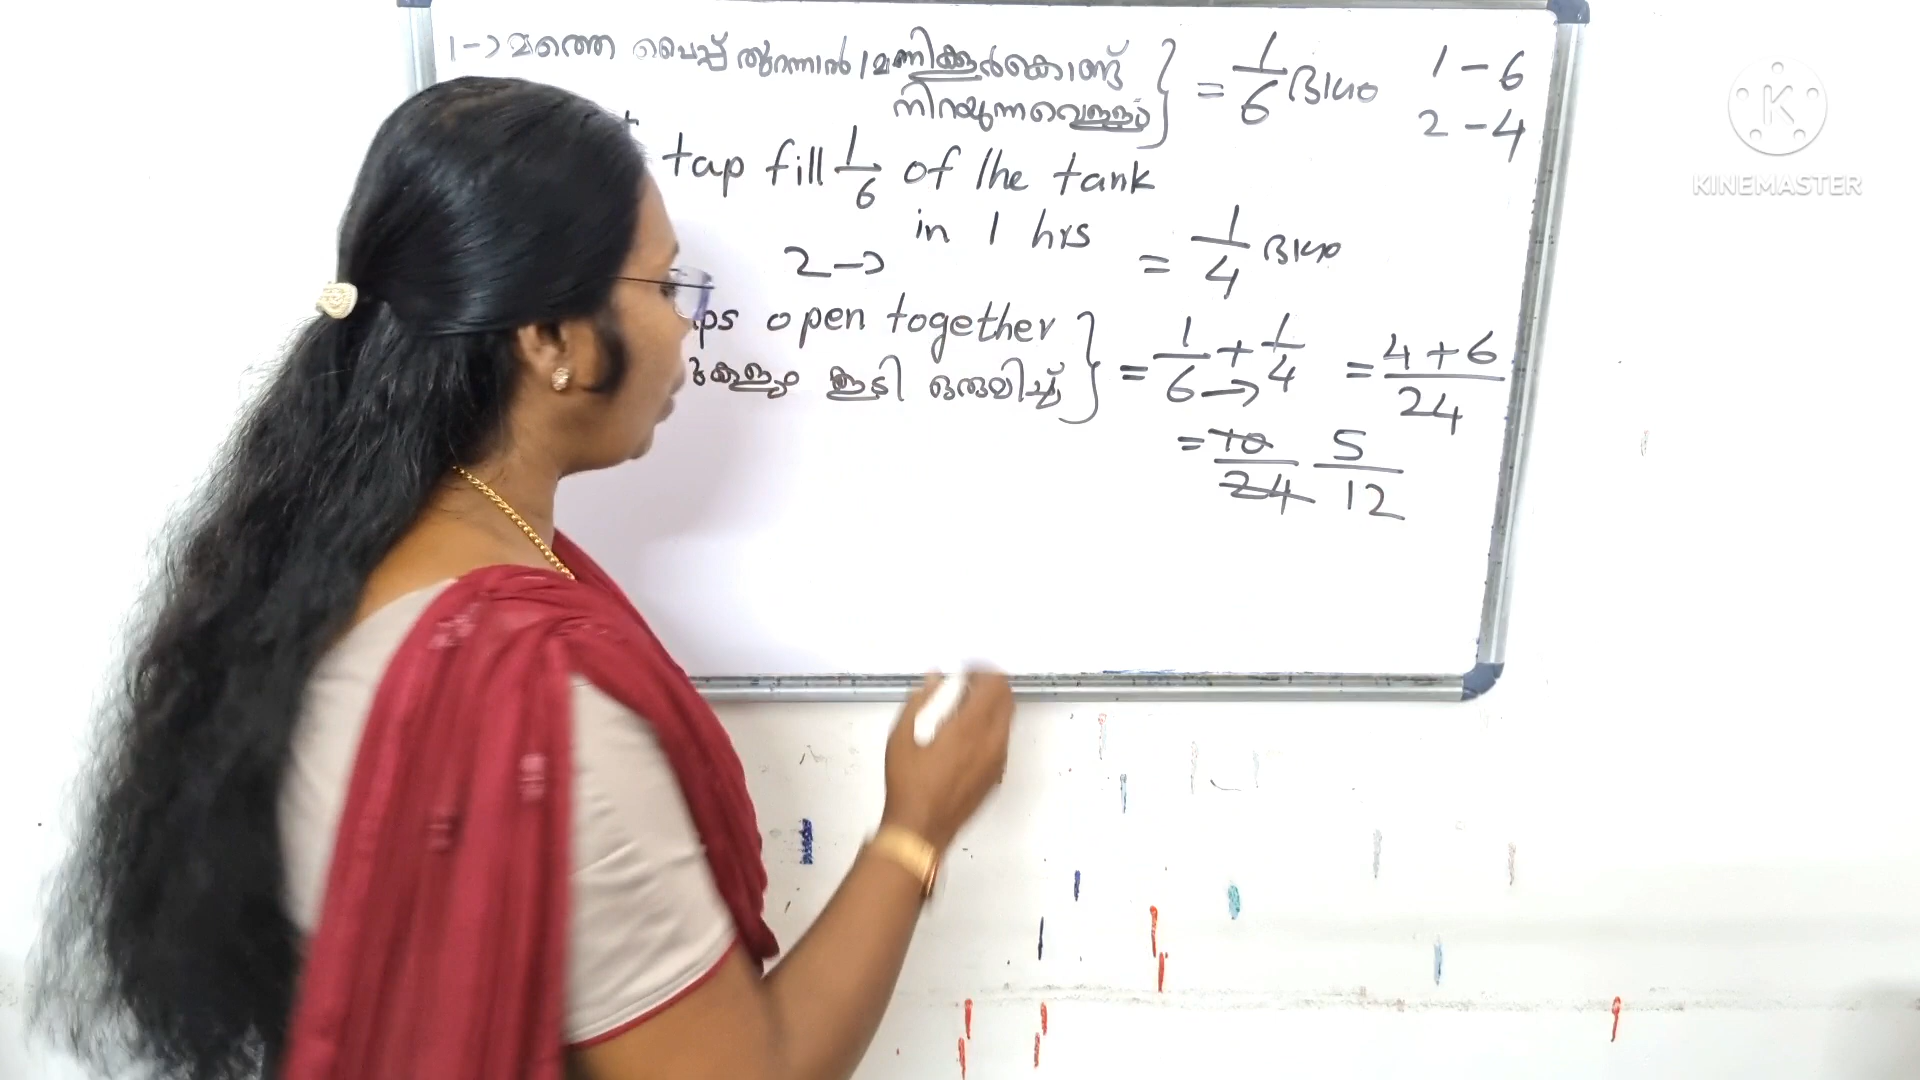 1 -> മത്തെ പൈപ്പ് തുറന്നാൽ 1 മണിക്കൂർകൊണ്ട്
നിറയുന്ന വെള്ളം } = 1/6 ഭാഗം
1 - 6
2 - 4
tap fill 1/6 of the tank
in 1 hrs
2 -> = 1/4 ഭാഗം
ps open together
കളും കൂടി ഒരുമിച്ച് } = 1/6 + 1/4 = 4+6/24
= 10/24 5/12
KINEMASTER